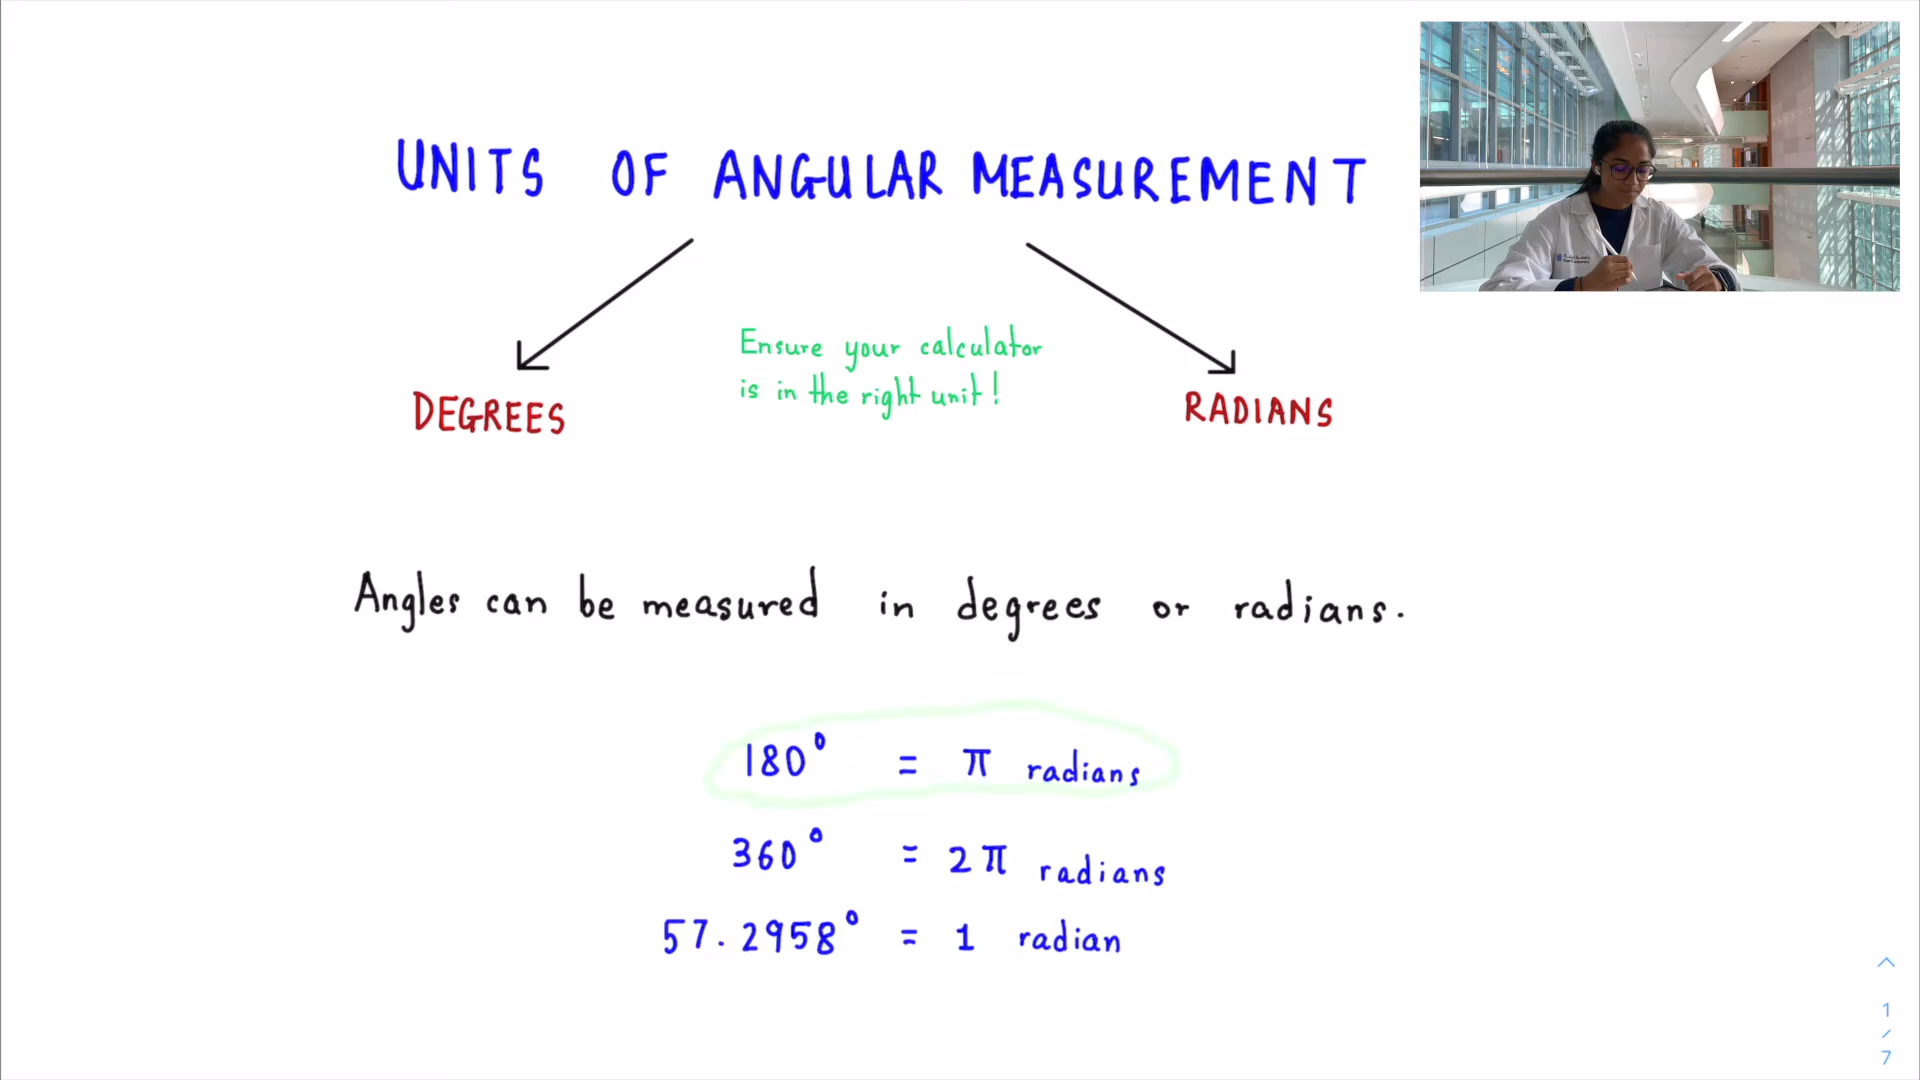 UNITS OF ANGULAR MEASUREMENT
Ensure your calculator
is in the right unit!
DEGREES
RADIANS
Angles can be measured in degrees or radians.
180° = π radians
360° = 2π radians
57.2958° = 1 radian
1
/
7